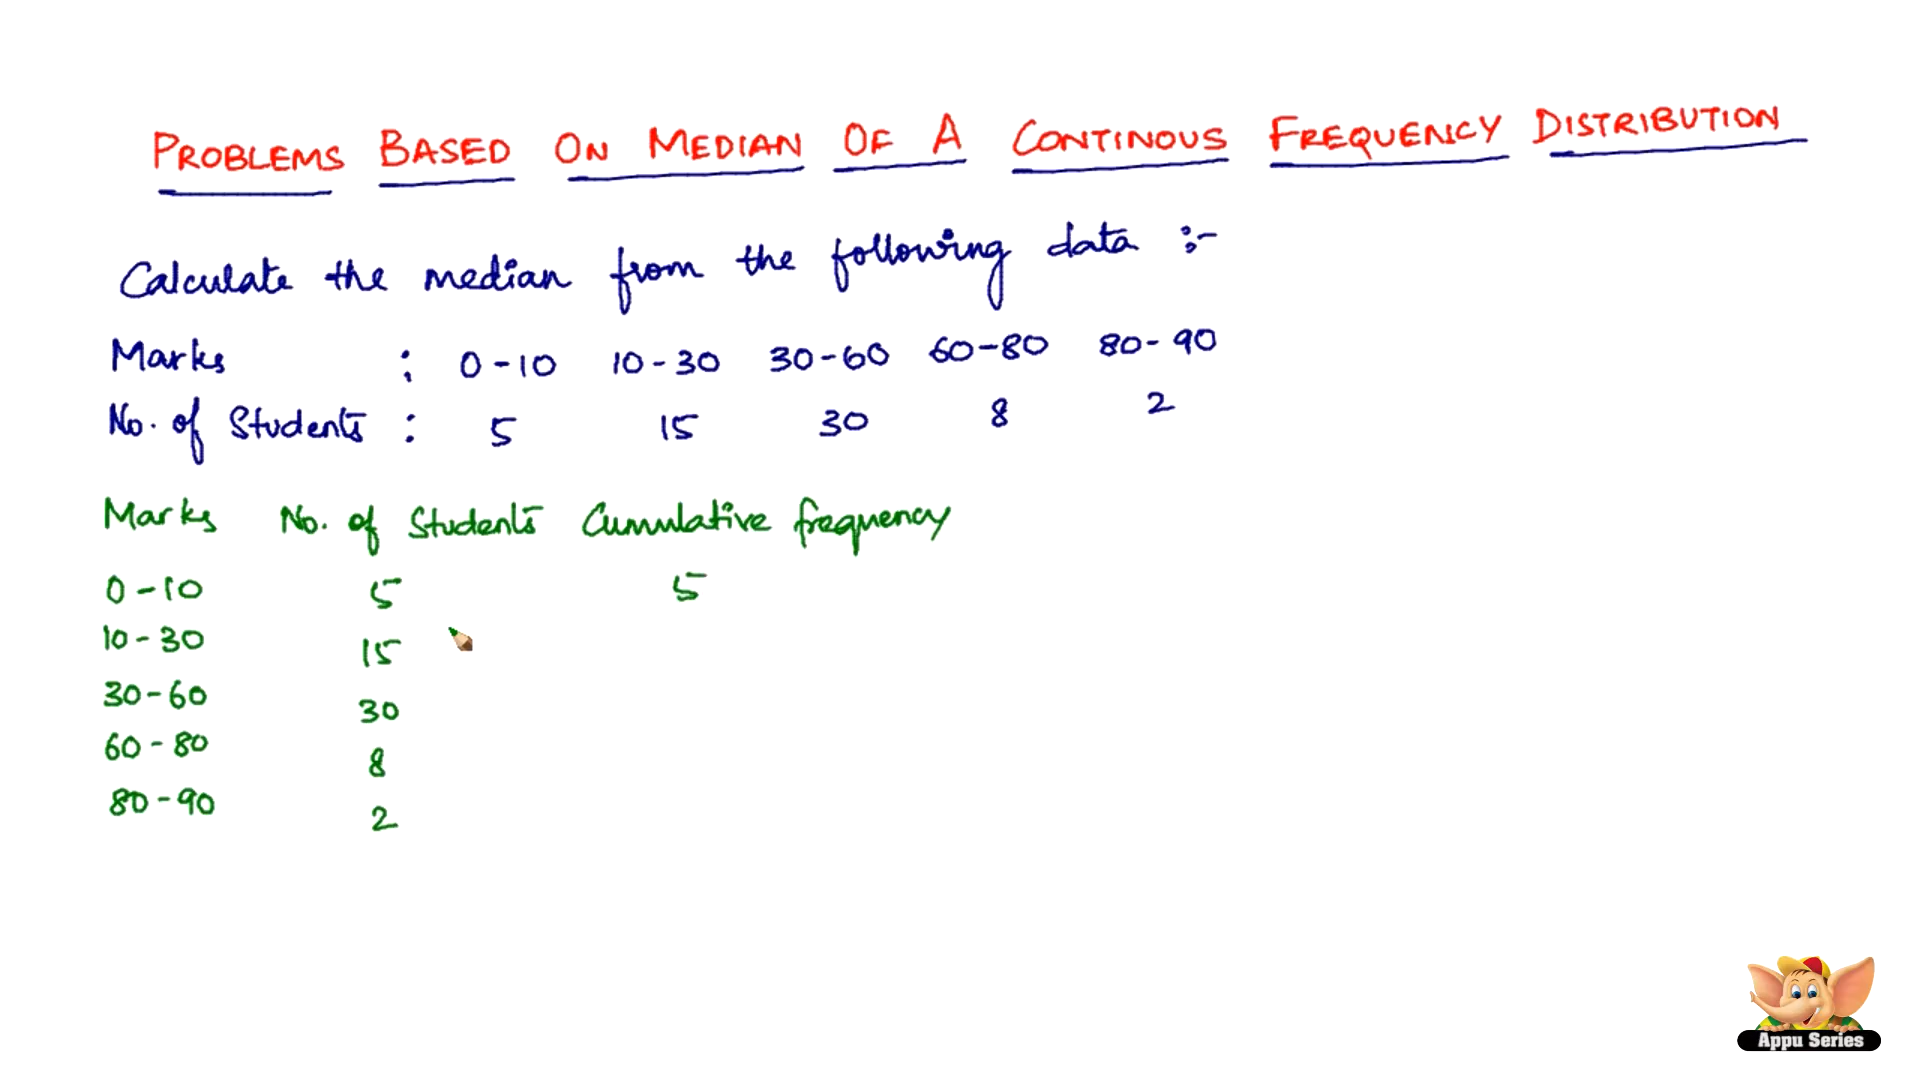 PROBLEMS BASED ON MEDIAN OF A CONTINOUS FREQUENCY DISTRIBUTION
Calculate the median from the following data :-
Marks : 0-10 10-30 30-60 60-80 80-90
No. of Students : 5 15 30 8 2
Marks No. of Students Cumulative frequency
0-10 5 5
10-30 15
30-60 30
60-80 8
80-90 2
Appu Series